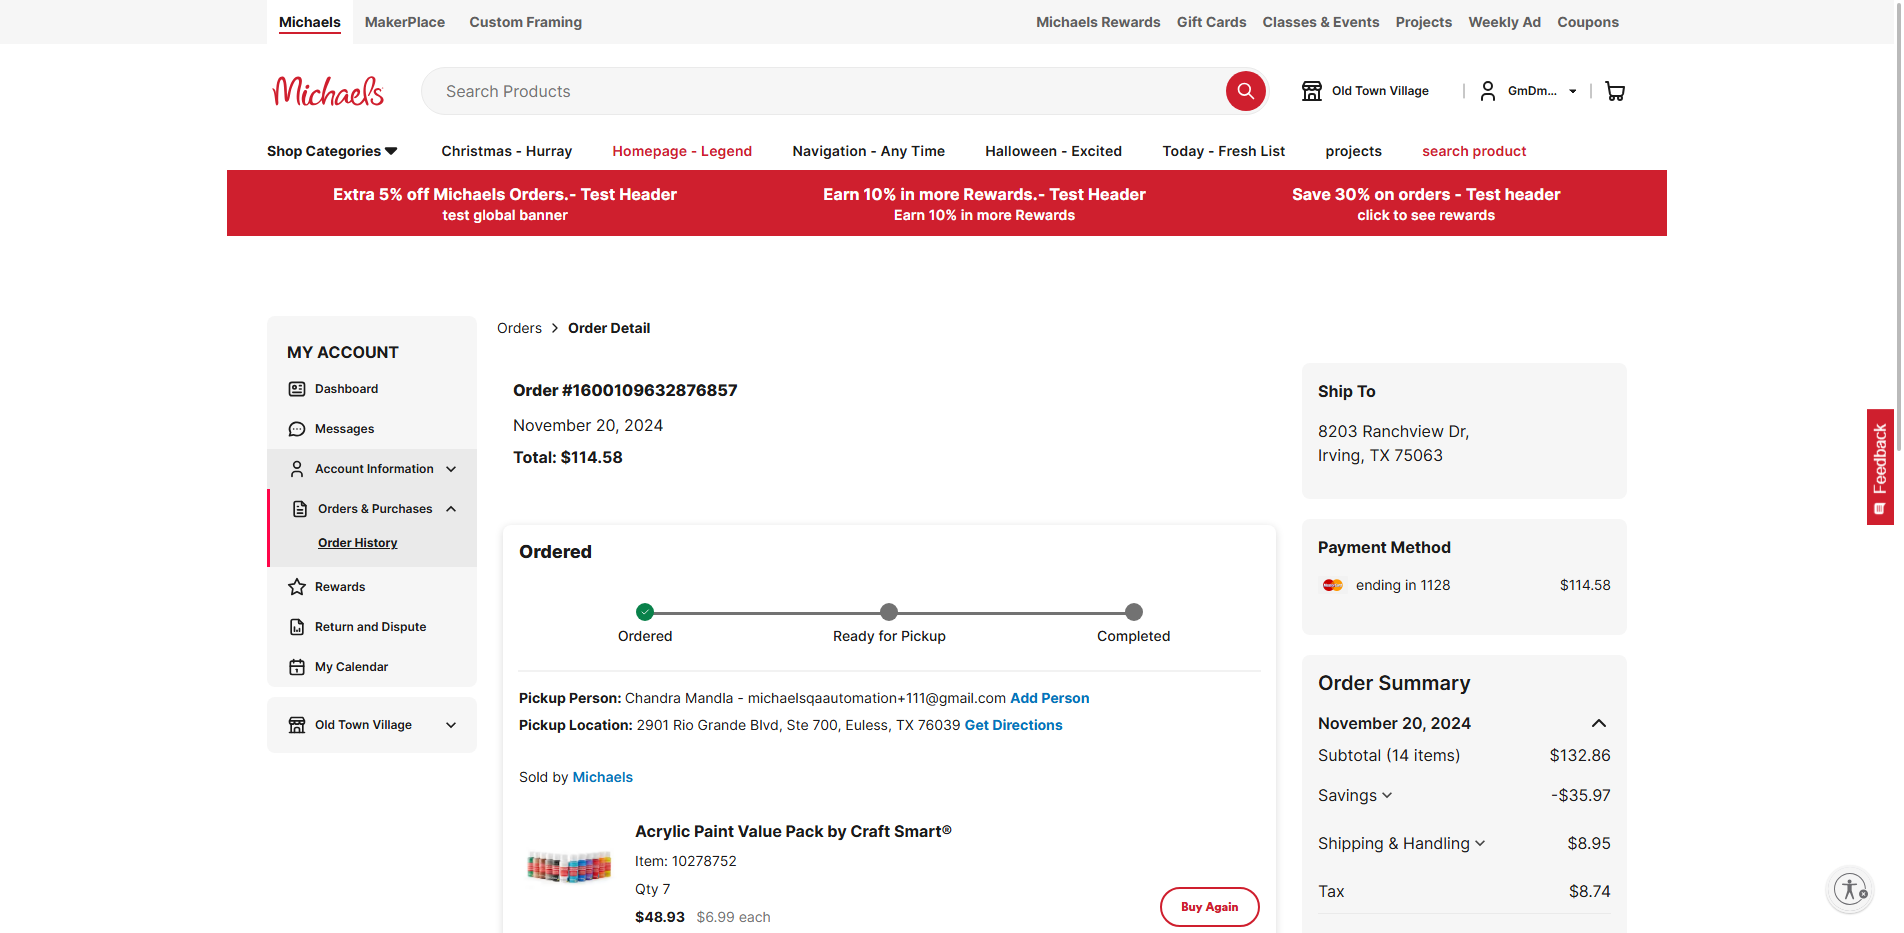 Michaels MakerPlace Custom Framing Michaels Rewards Gift Cards Classes & Events Projects Weekly Ad Coupons
Michaels Search Products Old Town Village GmDm...
Shop Categories Christmas - Hurray Homepage - Legend Navigation - Any Time Halloween - Excited Today - Fresh List projects search product
Extra 5% off Michaels Orders.- Test Header
test global banner
Earn 10% in more Rewards.- Test Header
Earn 10% in more Rewards
Save 30% on orders - Test header
click to see rewards
MY ACCOUNT
Dashboard
Messages
Account Information
Orders & Purchases
Order History
Rewards
Return and Dispute
My Calendar
Old Town Village
Orders > Order Detail
Order #1600109632876857
November 20, 2024
Total: $114.58
Ordered
Ordered Ready for Pickup Completed
Pickup Person: Chandra Mandla - michaelsqaautomation+111@gmail.com Add Person
Pickup Location: 2901 Rio Grande Blvd, Ste 700, Euless, TX 76039 Get Directions
Sold by Michaels
Acrylic Paint Value Pack by Craft Smart®
Item: 10278752
Qty 7
$48.93 $6.99 each
Buy Again
Ship To
8203 Ranchview Dr,
Irving, TX 75063
Payment Method
ending in 1128 $114.58
Order Summary
November 20, 2024
Subtotal (14 items) $132.86
Savings -$35.97
Shipping & Handling $8.95
Tax $8.74
Feedback